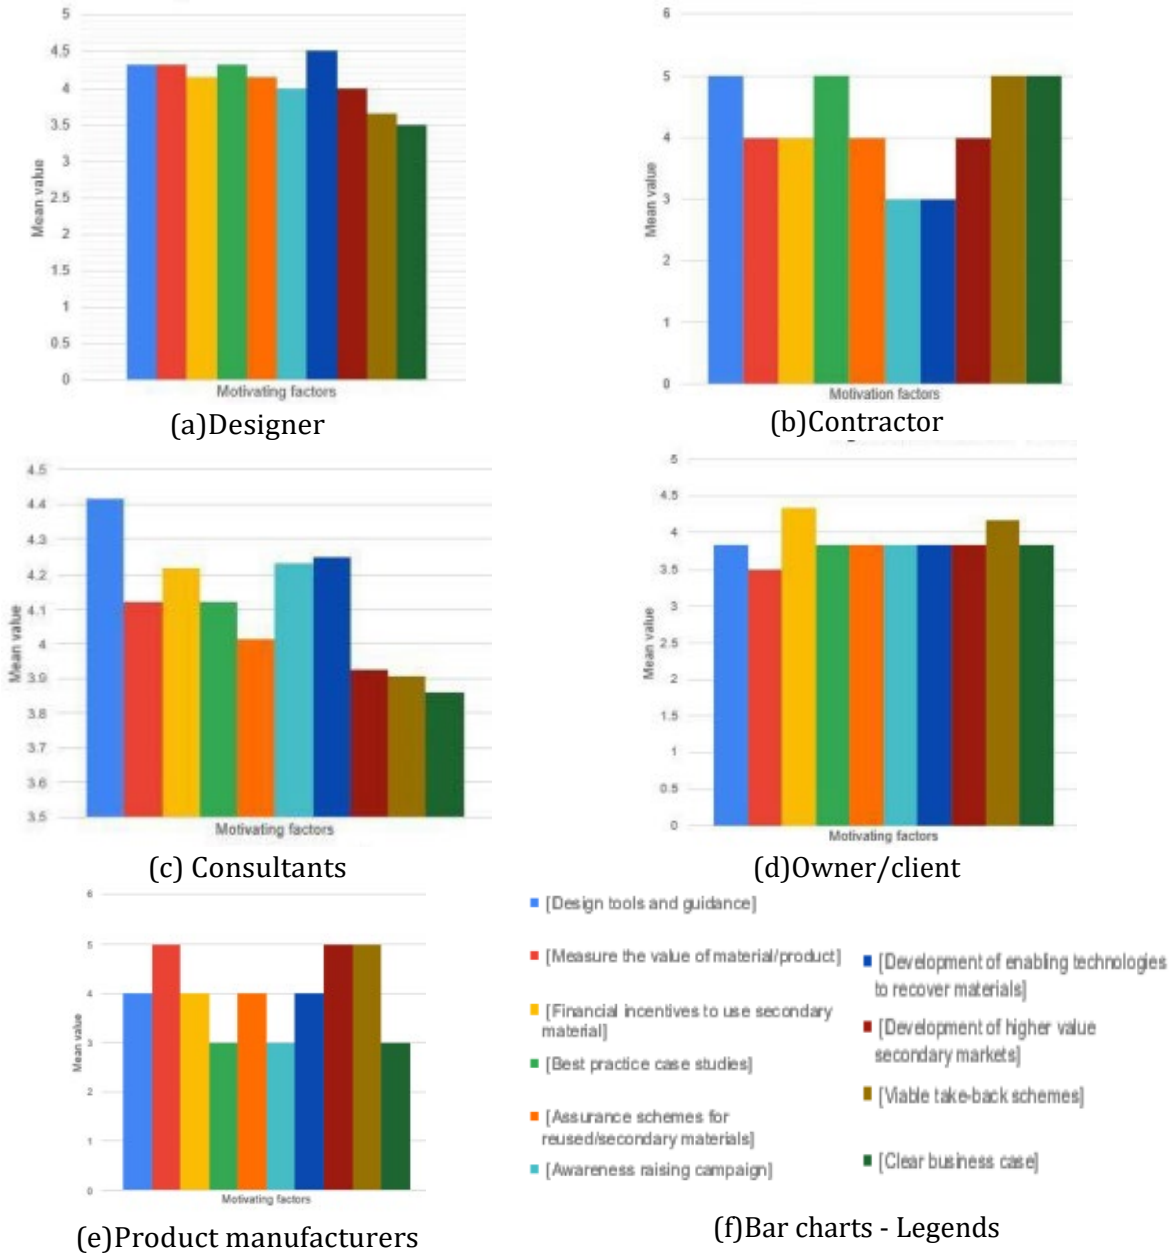 5
4.5
4
3.5
3
4.5
2
1.5
1
0.5
0
Mean value
Motivating factors
(a)Designer
6
5
4
3
2
1
0
Mean value
Motivation factors
(b)Contractor
4.5
4.4
4.3
4.2
4.1
4
3.9
3.8
3.7
3.6
3.5
Mean value
Motivating factors
(c) Consultants
5
4.5
4
3.5
3
2.5
2
1.5
1
0.5
0
Mean value
Motivating factors
(d)Owner/client
6
5
4
3
2
1
0
Mean value
Motivating factors
(e)Product manufacturers
[Design tools and guidance]
[Measure the value of material/product]
[Financial incentives to use secondary
material]
[Best practice case studies]
[Assurance schemes for
reused/secondary materials]
[Awareness raising campaign]
[Development of enabling technologies
to recover materials]
[Development of higher value
secondary markets]
[Viable take-back schemes]
[Clear business case]
(f)Bar charts - Legends